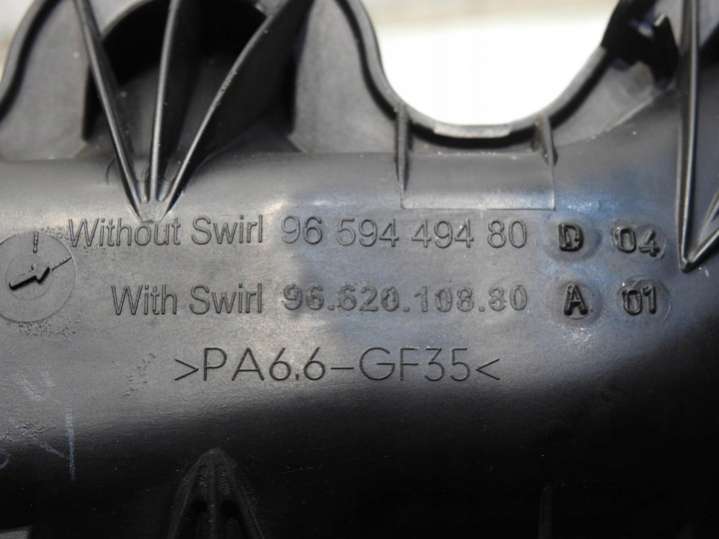 Without Swirl 96 594 494 80 D 04
With Swirl 96.620.108.80 A 01
>PA6.6-GF35<